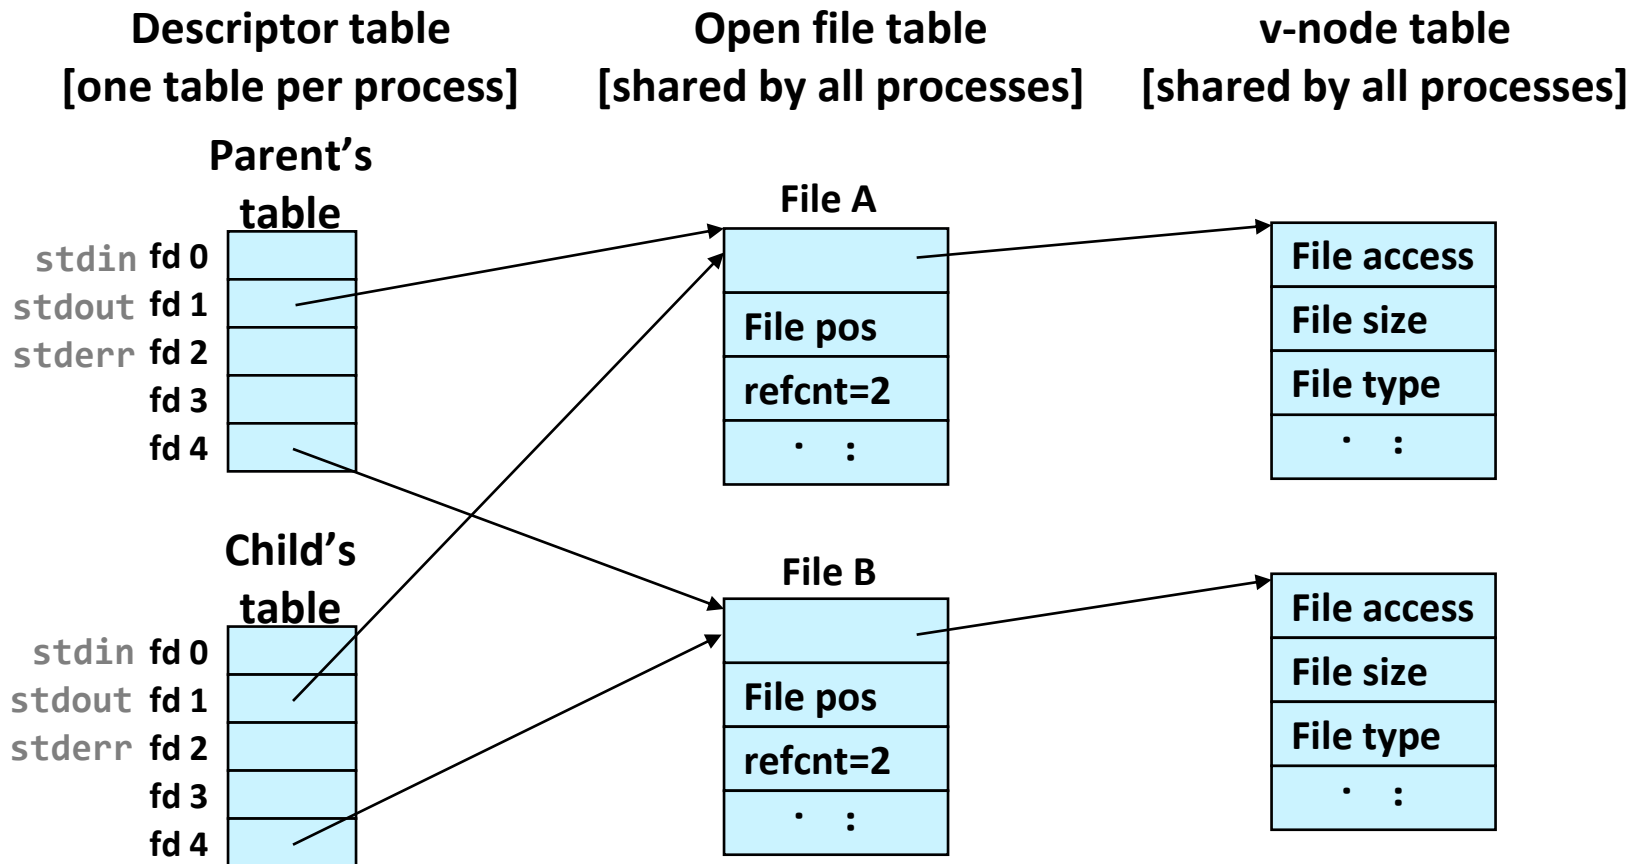 Descriptor table
[one table per process]
Open file table
[shared by all processes]
v-node table
[shared by all processes]
Parent's
table
stdin fd 0
stdout fd 1
stderr fd 2
fd 3
fd 4
File A
File pos
refcnt=2
. :
File access
File size
File type
. :
Child's
table
stdin fd 0
stdout fd 1
stderr fd 2
fd 3
fd 4
File B
File pos
refcnt=2
. :
File access
File size
File type
. :